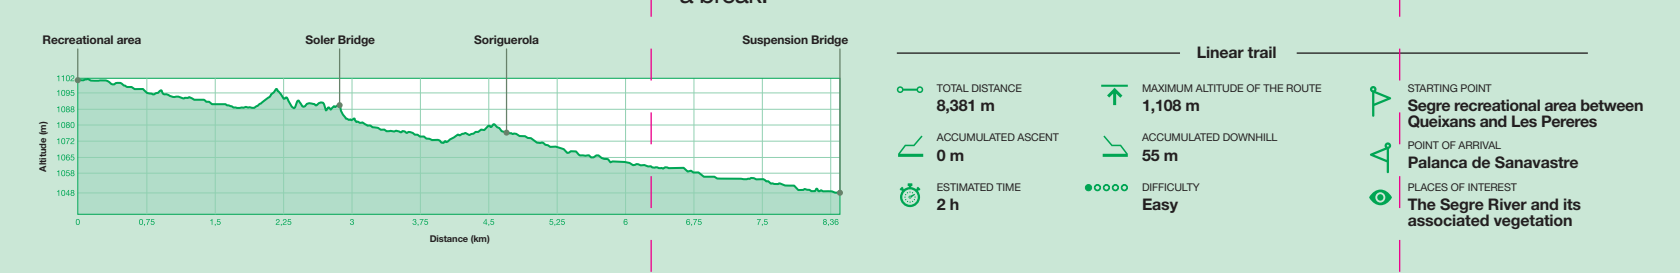 a break.
Recreational area
Soler Bridge
Soriguerola
Suspension Bridge
Altitude (m)
1102
1095
1088
1080
1072
1065
1058
1048
0
0,75
1,5
2,25
3
3,75
4,5
5,25
6
6,75
7,5
8,36
Distance (km)
Linear trail
TOTAL DISTANCE
8,381 m
MAXIMUM ALTITUDE OF THE ROUTE
1,108 m
STARTING POINT
Segre recreational area between
Queixans and Les Pereres
ACCUMULATED ASCENT
0 m
ACCUMULATED DOWNHILL
55 m
POINT OF ARRIVAL
Palanca de Sanavastre
ESTIMATED TIME
2 h
DIFFICULTY
Easy
PLACES OF INTEREST
The Segre River and its
associated vegetation